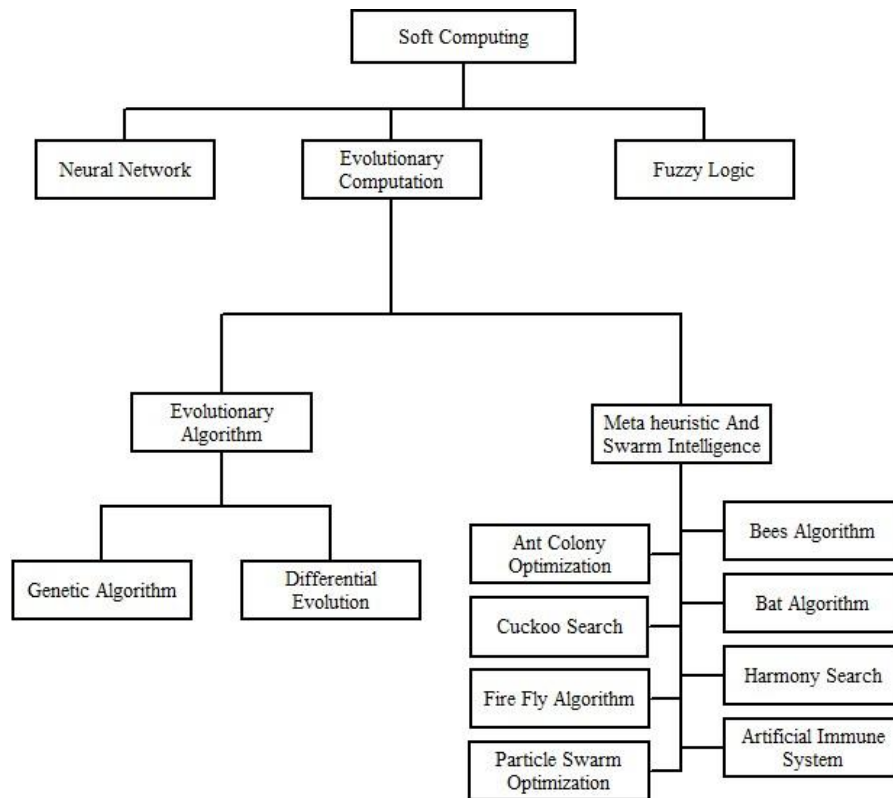 Soft Computing
Neural Network
Evolutionary
Computation
Fuzzy Logic
Evolutionary
Algorithm
Meta heuristic And
Swarm Intelligence
Genetic Algorithm
Differential
Evolution
Ant Colony
Optimization
Cuckoo Search
Fire Fly Algorithm
Particle Swarm
Optimization
Bees Algorithm
Bat Algorithm
Harmony Search
Artificial Immune
System